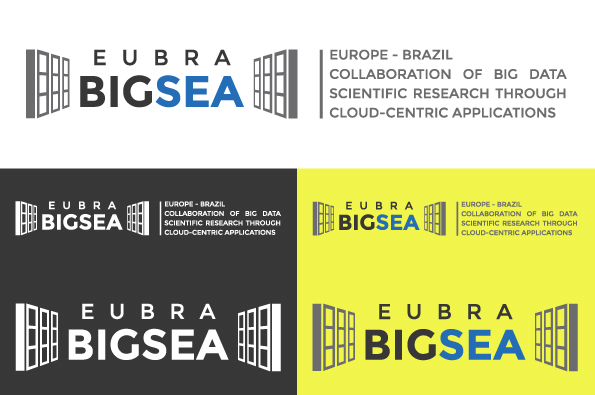 EUBRA
BIGSEA
EUROPE - BRAZIL
COLLABORATION OF BIG DATA
SCIENTIFIC RESEARCH THROUGH
CLOUD-CENTRIC APPLICATIONS
EUBRA
BIGSEA
EUROPE - BRAZIL
COLLABORATION OF BIG DATA
SCIENTIFIC RESEARCH THROUGH
CLOUD-CENTRIC APPLICATIONS
EUBRA
BIGSEA
EUROPE - BRAZIL
COLLABORATION OF BIG DATA
SCIENTIFIC RESEARCH THROUGH
CLOUD-CENTRIC APPLICATIONS
EUBRA
BIGSEA
EUBRA
BIGSEA